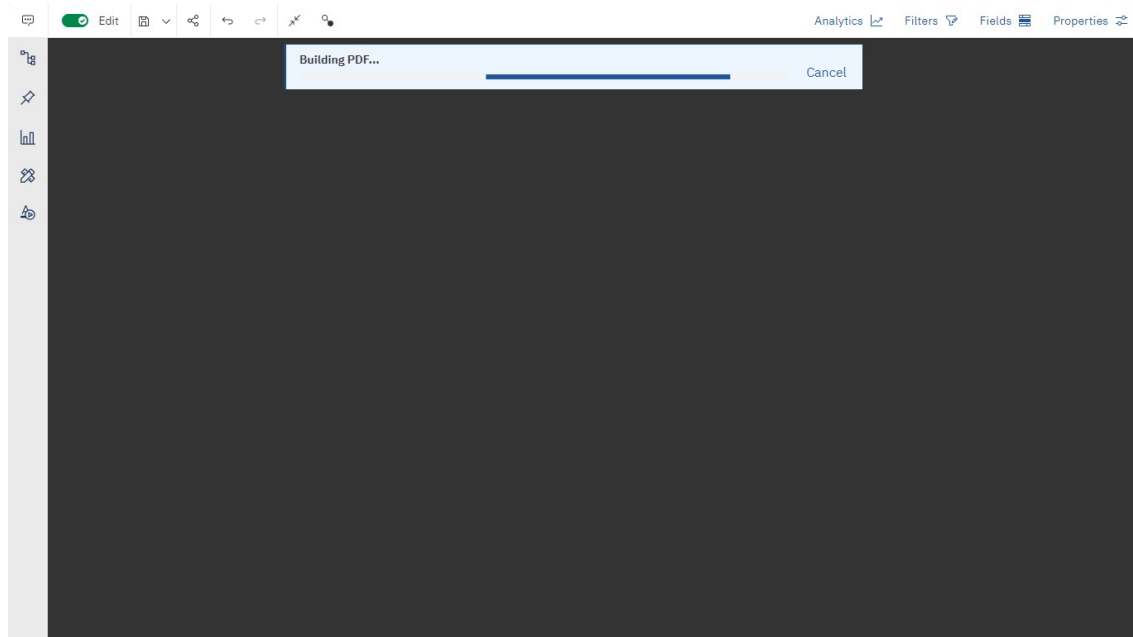 Edit
Analytics
Filters
Fields
Properties
Building PDF...
Cancel